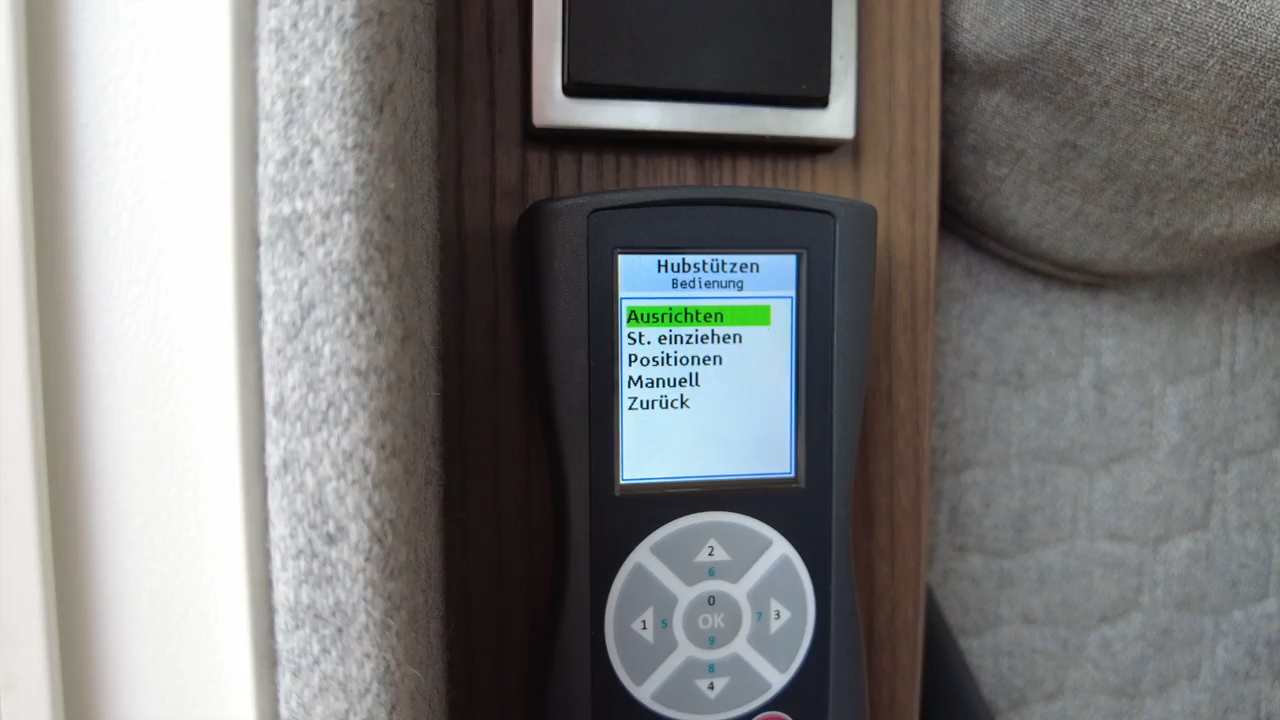 Hubstützen
Bedienung
Ausrichten
St. einziehen
Positionen
Manuell
Zurück
2
6
0
1 5 OK 7 3
9
8
4